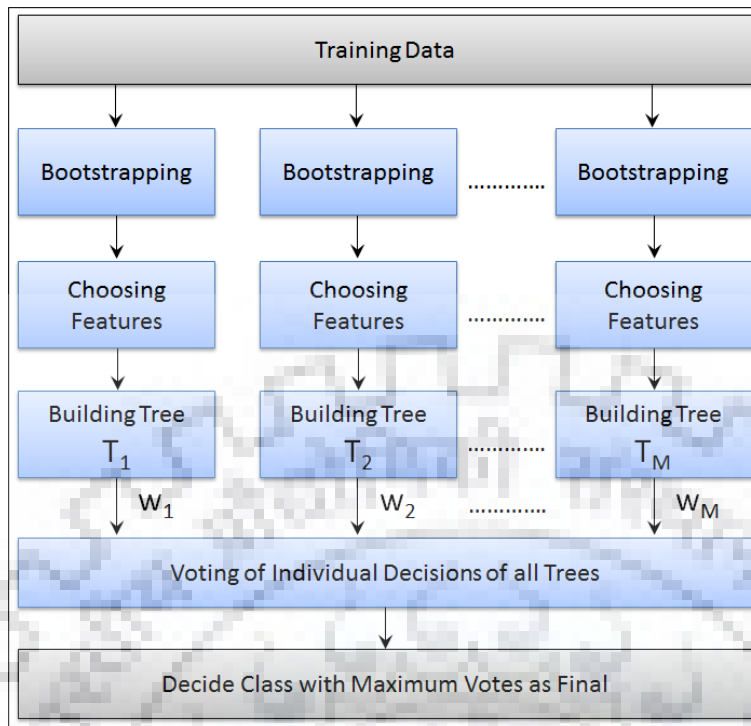 Training Data
Bootstrapping Bootstrapping ............. Bootstrapping
Choosing Choosing Choosing
Features Features ............. Features
Building Tree Building Tree Building Tree
T1 T2 ............. TM
W1 W2 ............. WM
Voting of Individual Decisions of all Trees
Decide Class with Maximum Votes as Final